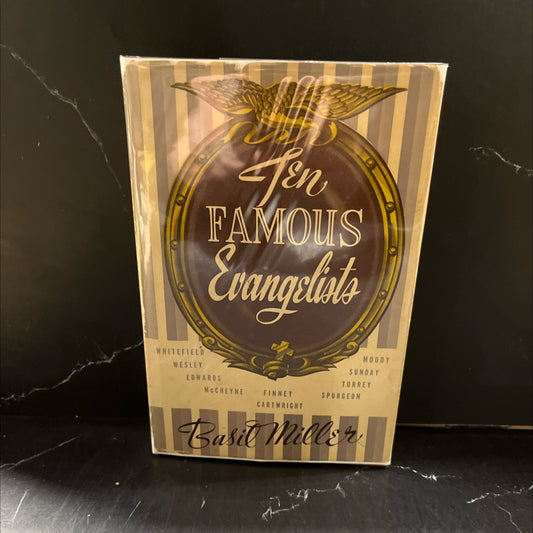 Ten
FAMOUS
Evangelists
WHITEFIELD
WESLEY
EDWARDS
McCHEYNE
FINNEY
CARTWRIGHT
MOODY
SUNDAY
TORREY
SPURGEON
Basil Miller